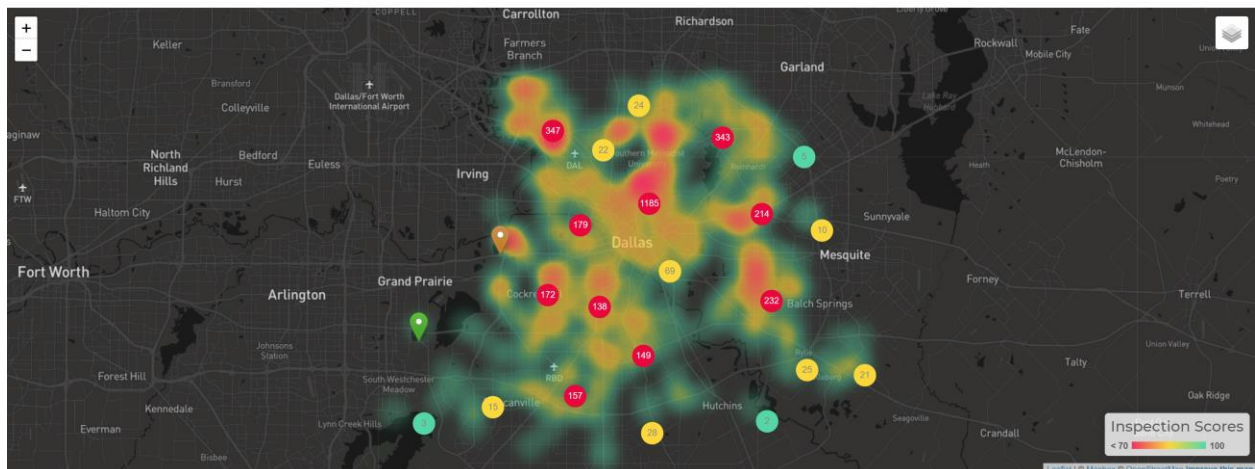 COPPELL
Carrollton
Richardson
Fate
+
−
Keller
Farmers
Branch
Rockwall
Mobile City
Garland
Bransford
Colleyville
Dallas/Fort Worth
International Airport
Munson
Lake Ray
Hubbard
24
Whitehead
347
343
22
North
Richland
Hills
Bedford
Euless
DAL
5
McLendon-
Chisholm
Heath
Poetry
Hurst
Irving
FTW
1185
Haltom City
214
Sunnyvale
179
10
Dallas
Mesquite
Fort Worth
69
Forney
Grand Prairie
Arlington
172
138
232
Balch Springs
Terrell
Johnsons
Station
149
Union Valley
Talty
Forest Hill
RBD
25
21
South Westchester
Meadow
157
Oak Ridge
Kennedale
15
Hutchins
Seagoville
Everman
Lynn Creek Hills
3
28
2
Crandall
Bisbee
Inspection Scores
< 70
100